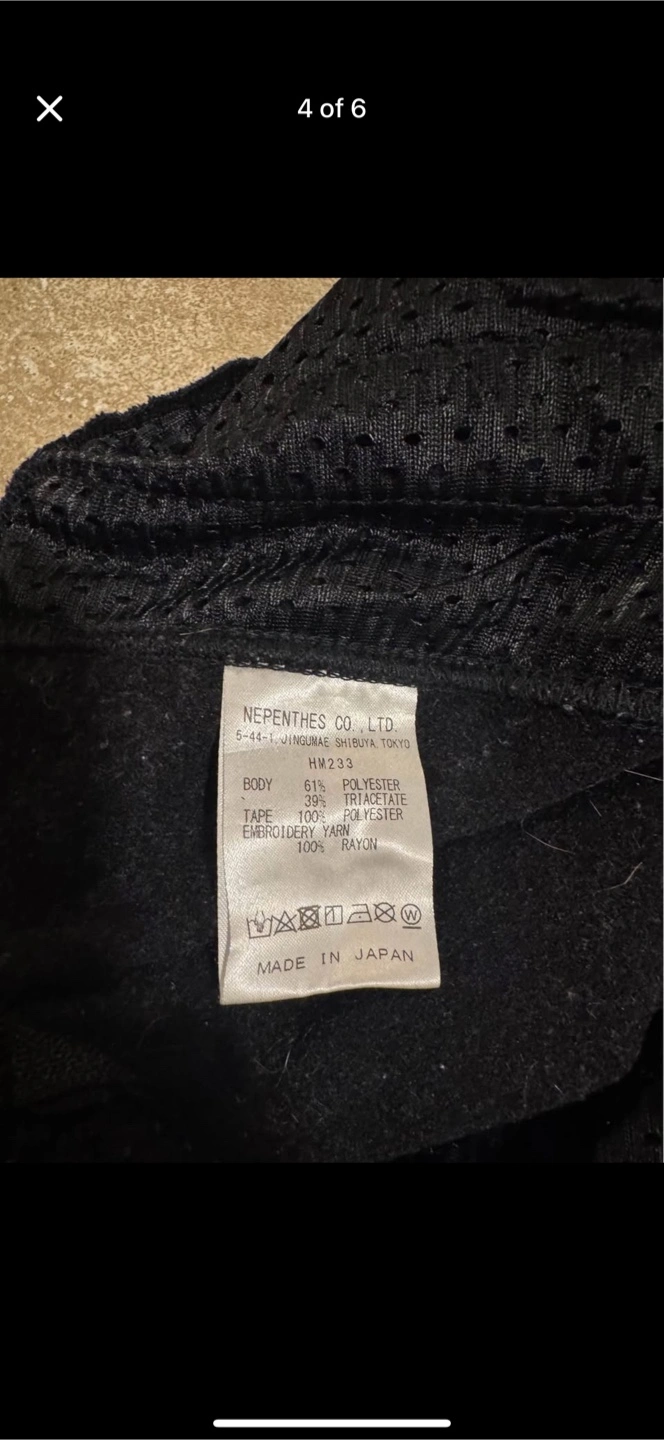 4 of 6
NEPENTHES CO.,LTD.
5-44-1, JINGUMAE SHIBUYA, TOKYO
HM233
BODY 61% POLYESTER
39% TRIACETATE
TAPE 100% POLYESTER
EMBROIDERY YARN
100% RAYON
W
MADE IN JAPAN